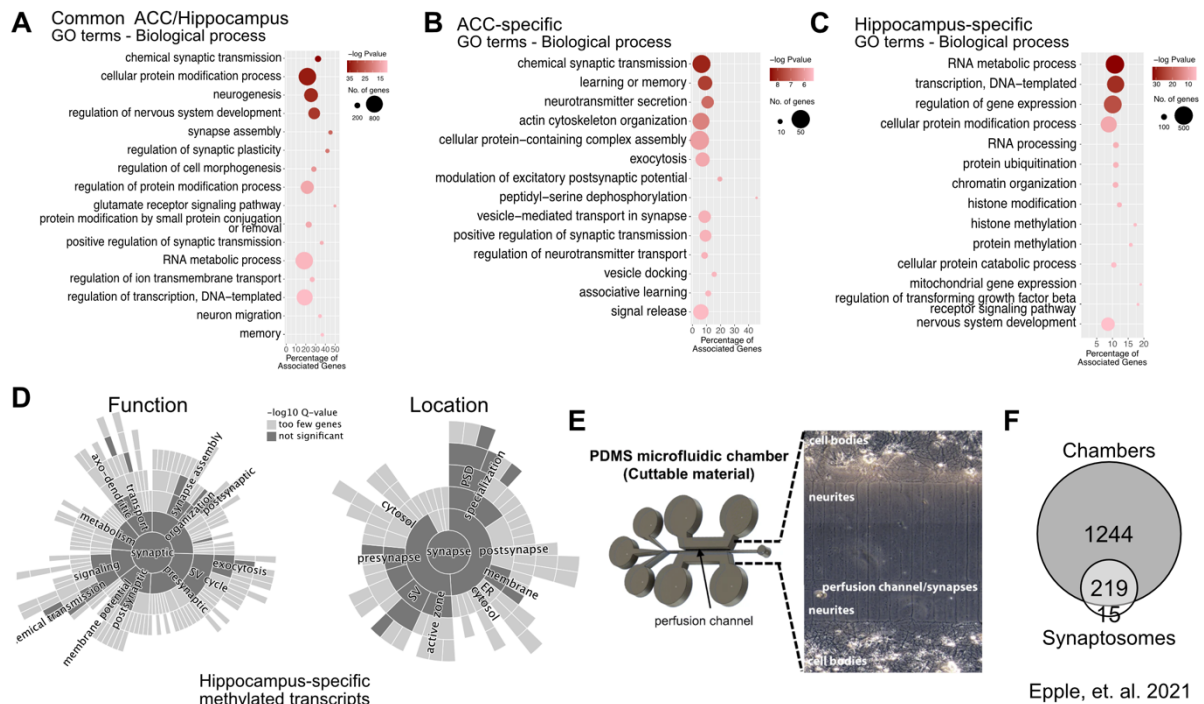 A Common ACC/Hippocampus
GO terms - Biological process
chemical synaptic transmission
cellular protein modification process
neurogenesis
regulation of nervous system development
synapse assembly
regulation of synaptic plasticity
regulation of cell morphogenesis
regulation of protein modification process
glutamate receptor signaling pathway
protein modification by small protein conjugation
or removal
positive regulation of synaptic transmission
RNA metabolic process
regulation of ion transmembrane transport
regulation of transcription, DNA-templated
neuron migration
memory
0 10 20 30 40 50
Percentage of
Associated Genes
-log Pvalue
35 25 15
No. of genes
200 800
B ACC-specific
GO terms - Biological process
chemical synaptic transmission
learning or memory
neurotransmitter secretion
actin cytoskeleton organization
cellular protein-containing complex assembly
exocytosis
modulation of excitatory postsynaptic potential
peptidyl-serine dephosphorylation
vesicle-mediated transport in synapse
positive regulation of synaptic transmission
regulation of neurotransmitter transport
vesicle docking
associative learning
signal release
0 10 20 30 40
Percentage of
Associated Genes
-log Pvalue
8 7 6
No. of genes
10 50
C Hippocampus-specific
GO terms - Biological process
RNA metabolic process
transcription, DNA-templated
regulation of gene expression
cellular protein modification process
RNA processing
protein ubiquitination
chromatin organization
histone modification
histone methylation
protein methylation
cellular protein catabolic process
mitochondrial gene expression
regulation of transforming growth factor beta
receptor signaling pathway
nervous system development
5 10 15 20
Percentage of
Associated Genes
-log Pvalue
30 20 10
No. of genes
100 500
D Function
-log10 Q-value
too few genes
not significant
synaptic
axo-dendritic
transport
synapse assembly
organization
postsynaptic
metabolism
signaling
exocytosis
SV cycle
presynaptic
postsynaptic
membrane potential
chemical transmission
Location
synapse
PSD
specialization
cytosol
postsynapse
presynapse
membrane
ER
cytosol
SV
active zone
Hippocampus-specific
methylated transcripts
E
PDMS microfluidic chamber
(Cuttable material)
perfusion channel
cell bodies
neurites
perfusion channel/synapses
neurites
cell bodies
F
Chambers
1244
219
15
Synaptosomes
Epple, et. al. 2021